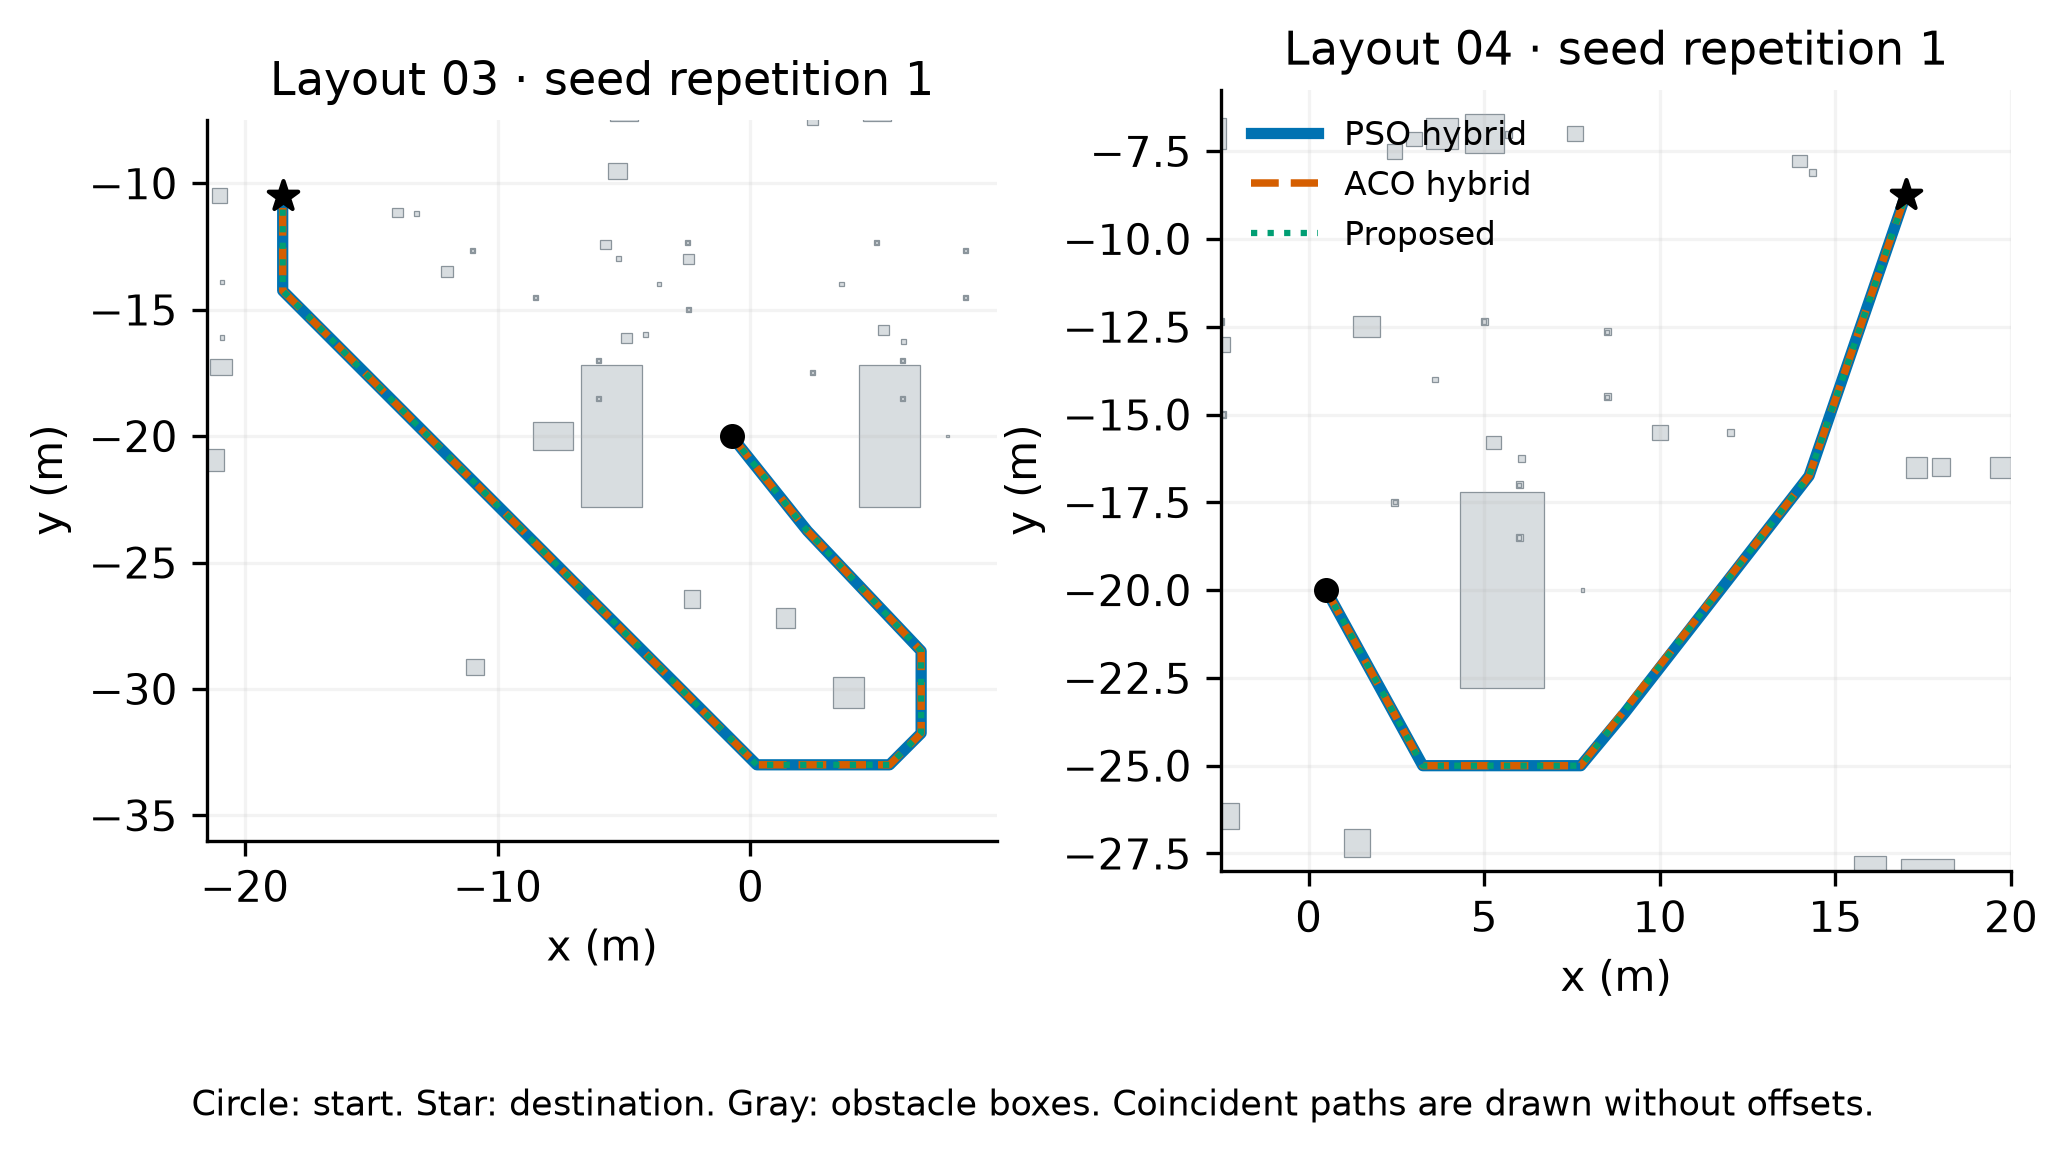 Layout 03 · seed repetition 1
−10
−15
−20
−25
−30
−35
y (m)
−20
−10
0
x (m)
Layout 04 · seed repetition 1
PSO hybrid
ACO hybrid
Proposed
−7.5
−10.0
−12.5
−15.0
−17.5
−20.0
−22.5
−25.0
−27.5
y (m)
0
5
10
15
20
x (m)
Circle: start. Star: destination. Gray: obstacle boxes. Coincident paths are drawn without offsets.